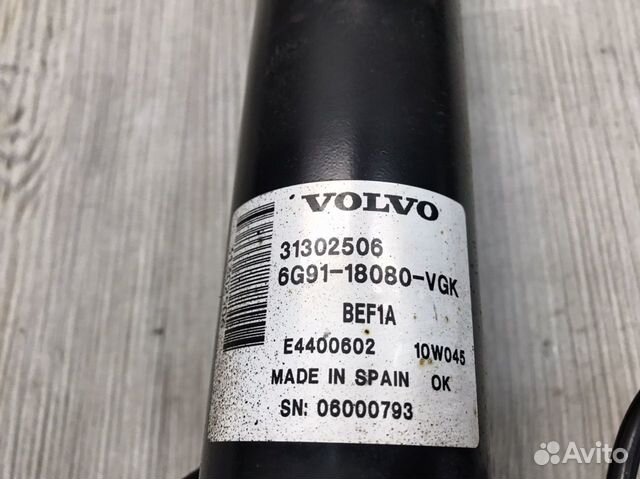 VOLVO
31302506
6G91-18080-VGK
BEF1A
E4400602 10W045
MADE IN SPAIN OK
SN: 06000793
Avito